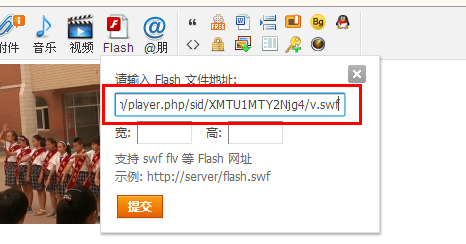 附件 音乐 视频 Flash @朋
Bg
请输入 Flash 文件地址:
/player.php/sid/XMTU1MTY2Njg4/v.swf
宽: 高:
支持 swf flv 等 Flash 网址
示例: http://server/flash.swf
提交